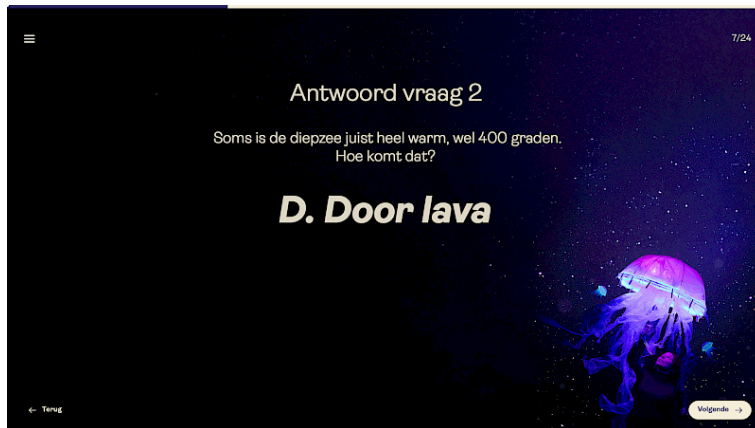 7/24
Antwoord vraag 2
Soms is de diepzee juist heel warm, wel 400 graden.
Hoe komt dat?
D. Door lava
← Terug
Volgende →